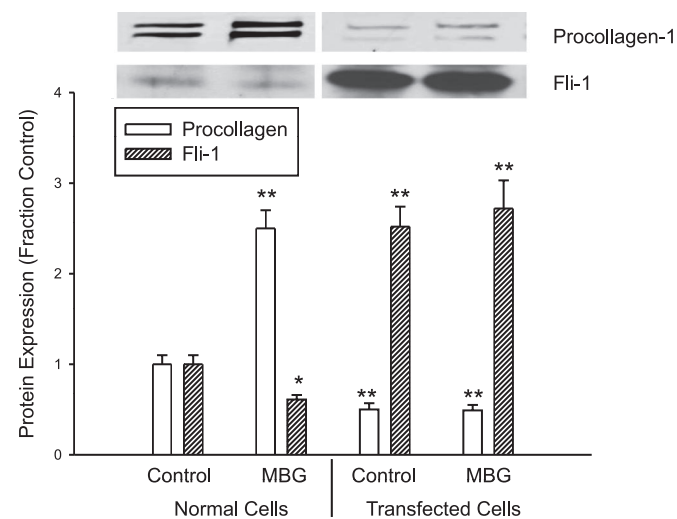 Procollagen-1
Fli-1
Protein Expression (Fraction Control)
4
3
2
1
0
Procollagen
Fli-1
**
*
**
**
**
**
Control MBG Control MBG
Normal Cells Transfected Cells